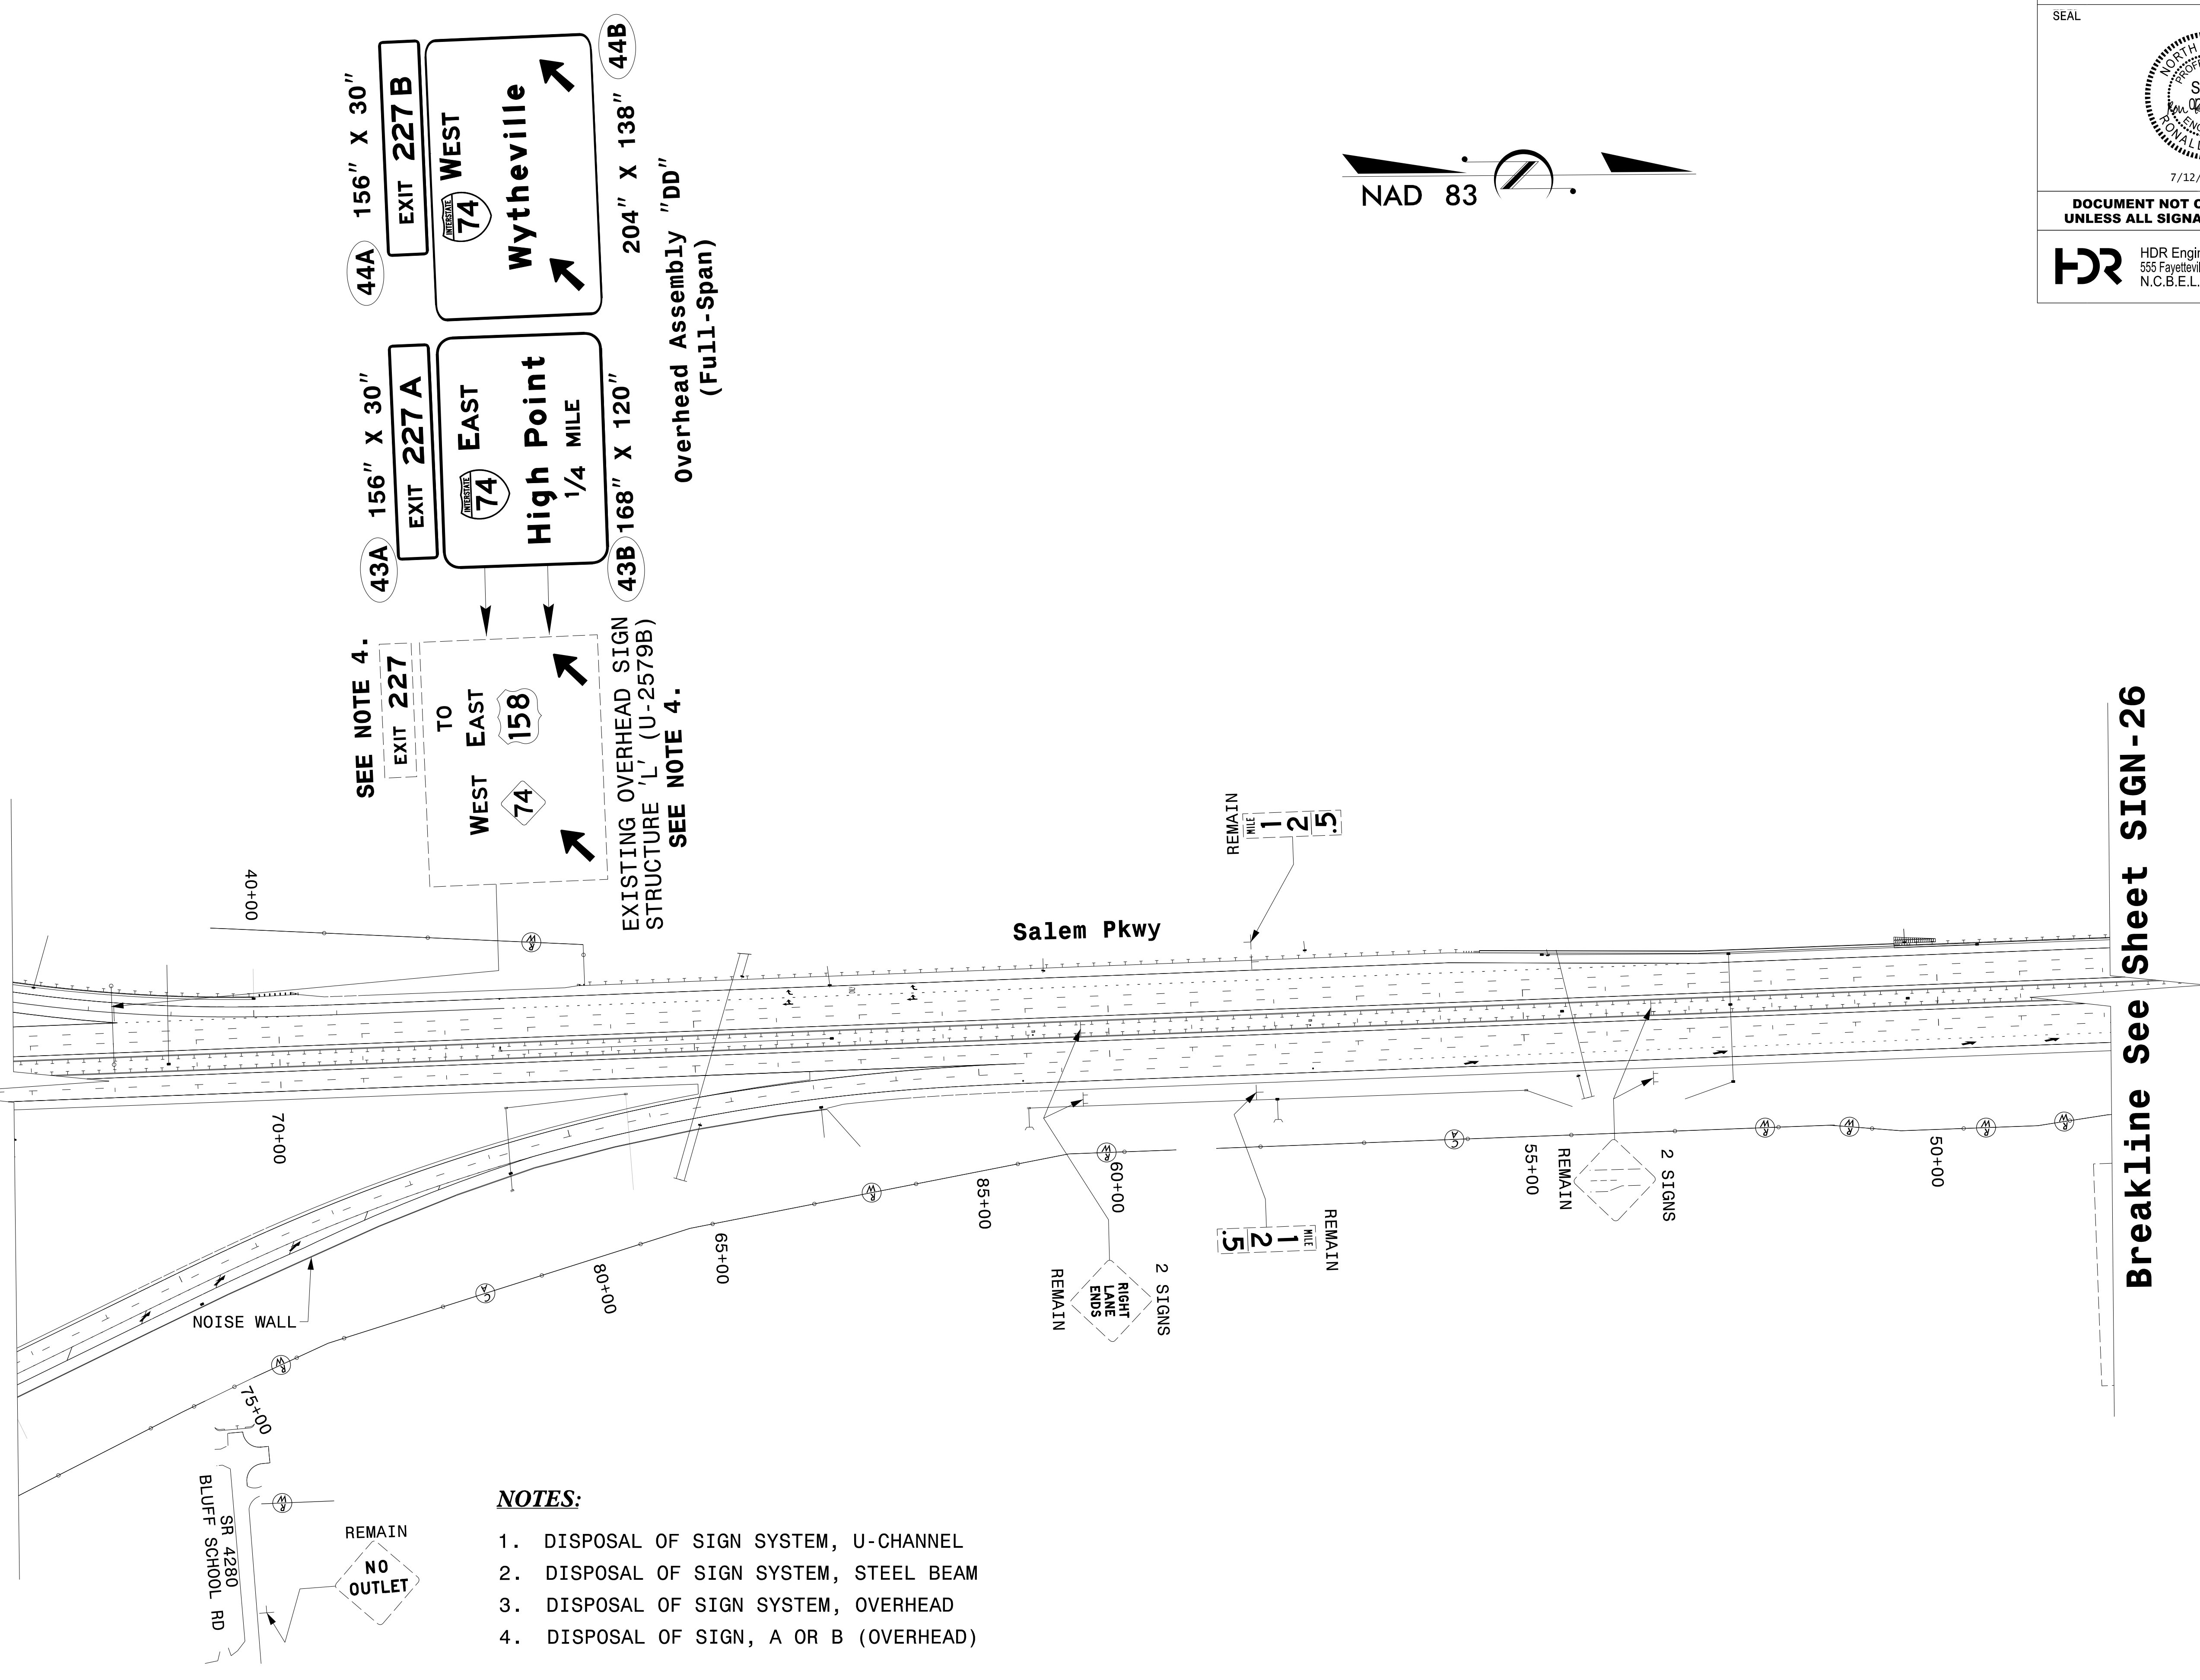 SEAL
NORTH
PROFE
RONAL
7/12/
DOCUMENT NOT C
UNLESS ALL SIGNA
HDR
HDR Engin
555 Fayettevil
N.C.B.E.L.
NAD 83
44A
156" X 30"
EXIT 227 B
INTERSTATE
74
WEST
Wytheville
44B
204" X 138"
43A
156" X 30"
EXIT 227 A
INTERSTATE
74
EAST
High Point
1/4 MILE
43B
168" X 120"
Overhead Assembly "DD"
(Full-Span)
SEE NOTE 4.
EXIT 227
TO
WEST EAST
74 158
EXISTING OVERHEAD SIGN
STRUCTURE 'L' (U-2579B)
SEE NOTE 4.
REMAIN
MILE
1
2
.5
Salem Pkwy
40+00
R/W
70+00
65+00
60+00
55+00
50+00
85+00
80+00
75+00
C/A
R/W
R/W
C/A
R/W
R/W
R/W
R/W
R/W
C/A
R/W
R/W
NOISE WALL
REMAIN
RIGHT
LANE
ENDS
2 SIGNS
REMAIN
MILE
1
2
.5
REMAIN
2 SIGNS
Breakline See Sheet SIGN-26
SR 4280
BLUFF SCHOOL RD
REMAIN
NO
OUTLET
NOTES:
1. DISPOSAL OF SIGN SYSTEM, U-CHANNEL
2. DISPOSAL OF SIGN SYSTEM, STEEL BEAM
3. DISPOSAL OF SIGN SYSTEM, OVERHEAD
4. DISPOSAL OF SIGN, A OR B (OVERHEAD)